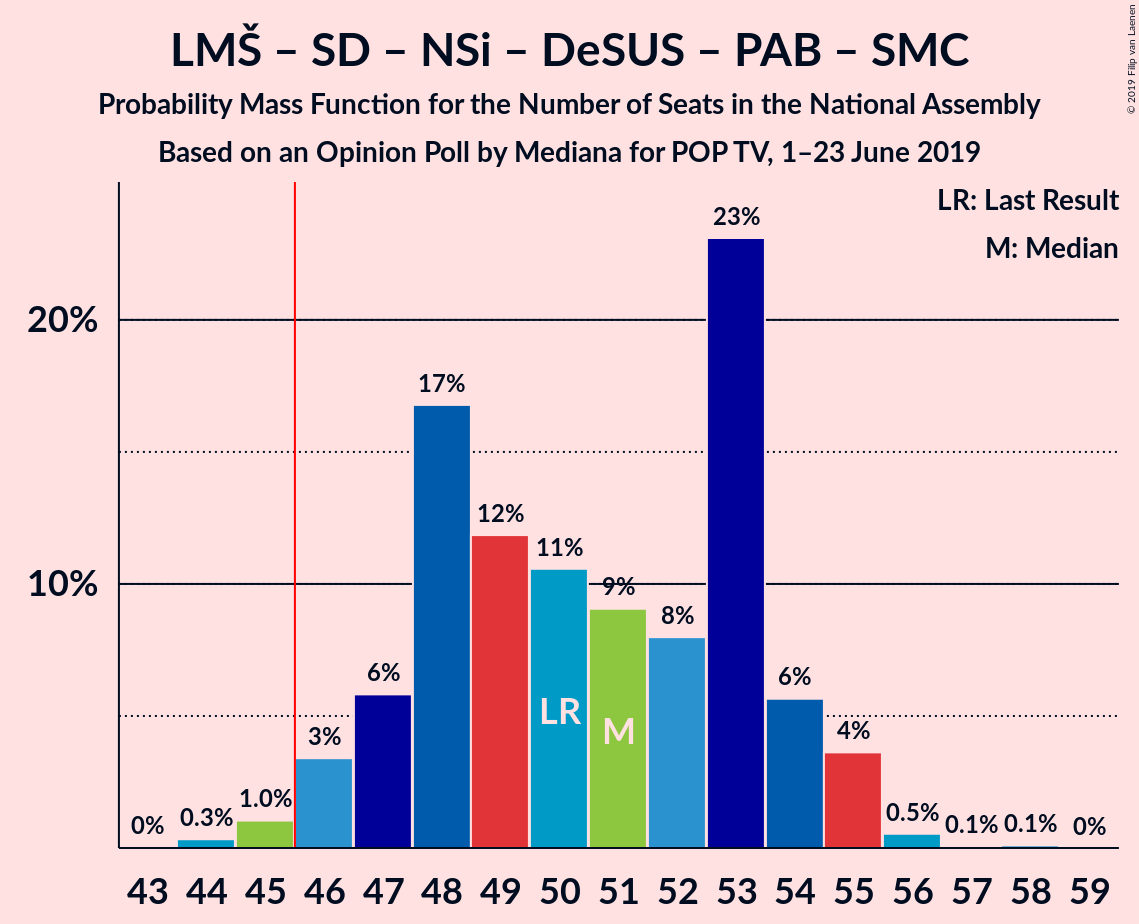 LMŠ – SD – NSi – DeSUS – PAB – SMC
Probability Mass Function for the Number of Seats in the National Assembly
Based on an Opinion Poll by Mediana for POP TV, 1–23 June 2019
© 2019 Filip van Laenen
LR: Last Result
M: Median
20%
10%
0%
0.3%
1.0%
3%
6%
17%
12%
11%
9%
8%
23%
6%
4%
0.5%
0.1%
0.1%
0%
LR
M
43 44 45 46 47 48 49 50 51 52 53 54 55 56 57 58 59